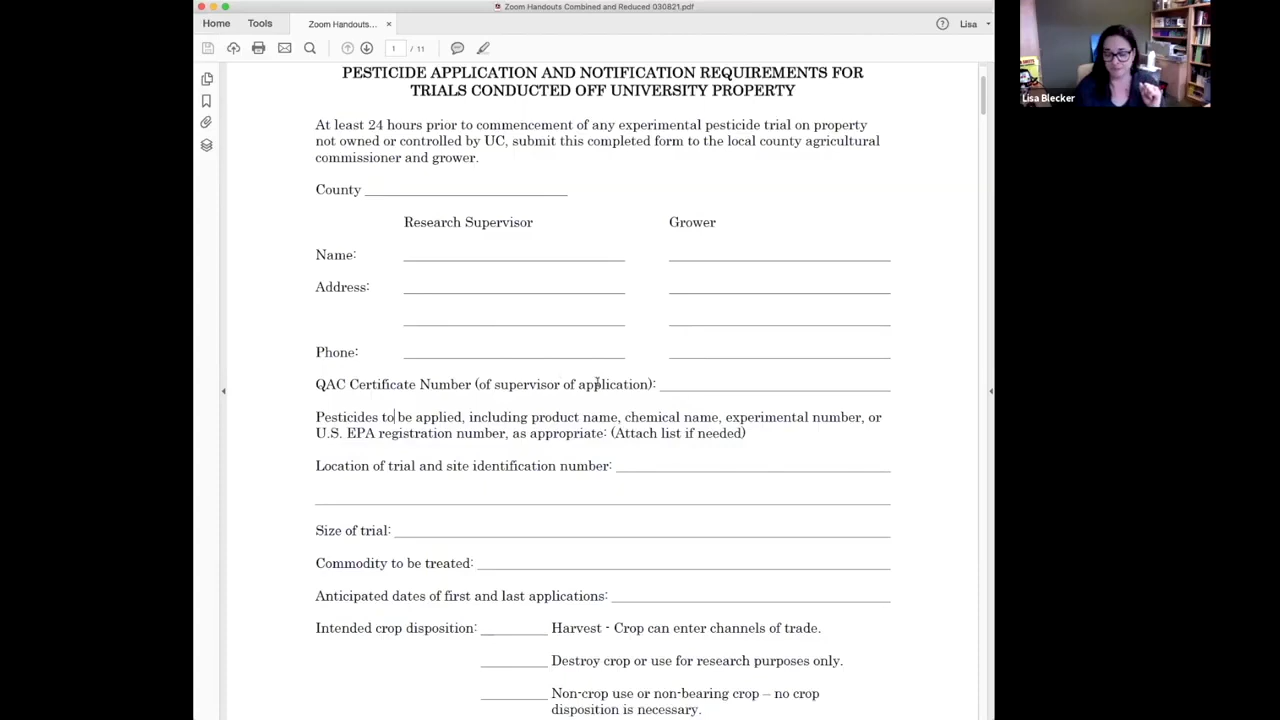 Zoom Handouts Combined and Reduced 030821.pdf
Home Tools Zoom Handouts... × Lisa
1 / 11
PESTICIDE APPLICATION AND NOTIFICATION REQUIREMENTS FOR
TRIALS CONDUCTED OFF UNIVERSITY PROPERTY
At least 24 hours prior to commencement of any experimental pesticide trial on property
not owned or controlled by UC, submit this completed form to the local county agricultural
commissioner and grower.
County
Research Supervisor Grower
Name:
Address:
Phone:
QAC Certificate Number (of supervisor of application):
Pesticides to be applied, including product name, chemical name, experimental number, or
U.S. EPA registration number, as appropriate: (Attach list if needed)
Location of trial and site identification number:
Size of trial:
Commodity to be treated:
Anticipated dates of first and last applications:
Intended crop disposition: Harvest - Crop can enter channels of trade.
Destroy crop or use for research purposes only.
Non-crop use or non-bearing crop – no crop
disposition is necessary.
Lisa Blecker